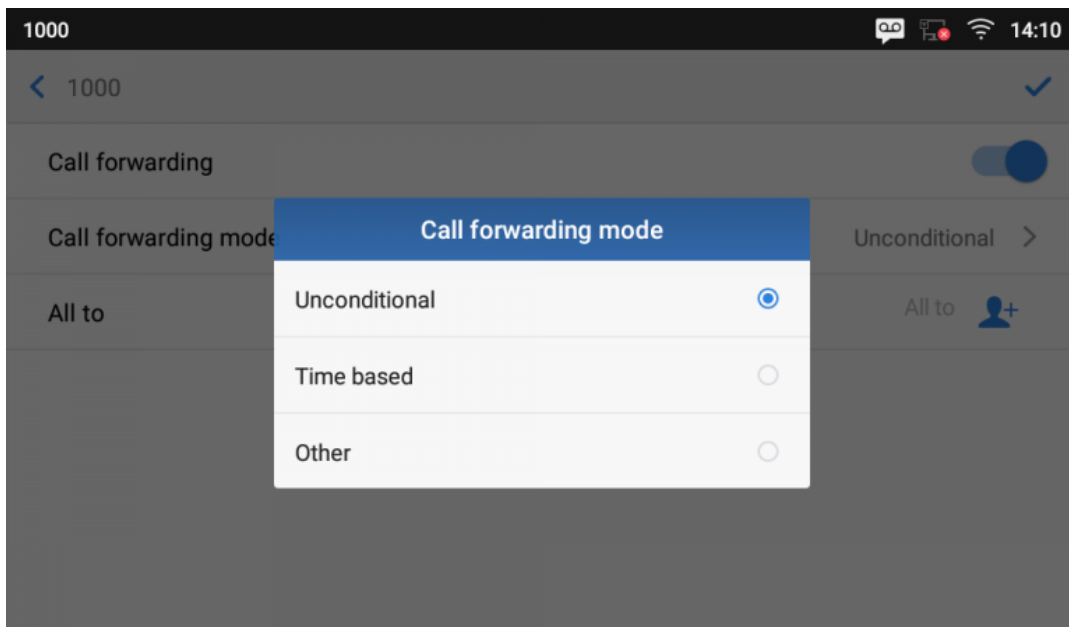 1000 14:10
1000
Call forwarding
Call forwarding mode Unconditional
All to All to
Call forwarding mode
Unconditional
Time based
Other